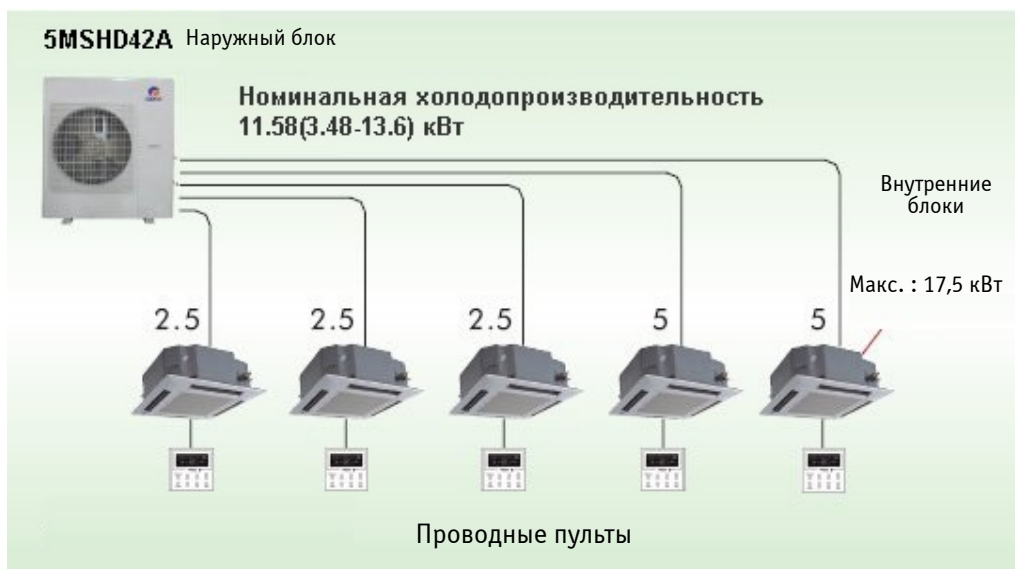 5MSHD42A Наружный блок
Номинальная холодопроизводительность
11.58(3.48-13.6) кВт
Внутренние
блоки
Макс. : 17,5 кВт
2.5 2.5 2.5 5 5
Проводные пульты